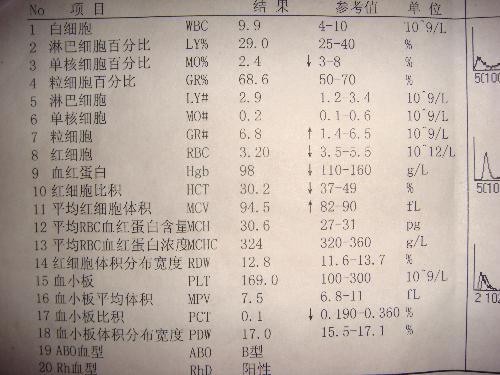 No 项 目 结 果 参考值 单 位
1 白细胞 WBC 9.9 4-10 10^9/L
2 淋巴细胞百分比 LY% 29.0 25-40 %
3 单核细胞百分比 MO% 2.4 ↓ 3-8 %
4 粒细胞百分比 GR% 68.6 50-70 %
5 淋巴细胞 LY# 2.9 1.2-3.4 10^9/L
6 单核细胞 MO# 0.2 0.1-0.6 10^9/L
7 粒细胞 GR# 6.8 ↑ 1.4-6.5 10^9/L
8 红细胞 RBC 3.20 ↓ 3.5-5.5 10^12/L
9 血红蛋白 Hgb 98 ↓ 110-160 g/L
10 红细胞比积 HCT 30.2 ↓ 37-49 %
11 平均红细胞体积 MCV 94.5 ↑ 82-90 fL
12 平均RBC血红蛋白含量MCH 30.6 27-31 pg
13 平均RBC血红蛋白浓度MCHC 324 320-360 g/L
14 红细胞体积分布宽度 RDW 12.8 11.6-13.7 %
15 血小板 PLT 169.0 100-300 10^9/L
16 血小板平均体积 MPV 7.5 6.8-11 fL
17 血小板比积 PCT 0.1 ↓ 0.190-0.360 %
18 血小板体积分布宽度 PDW 17.0 15.5-17.1 %
19 ABO血型 ABO B型
20 Rh血型 RhD 阳性